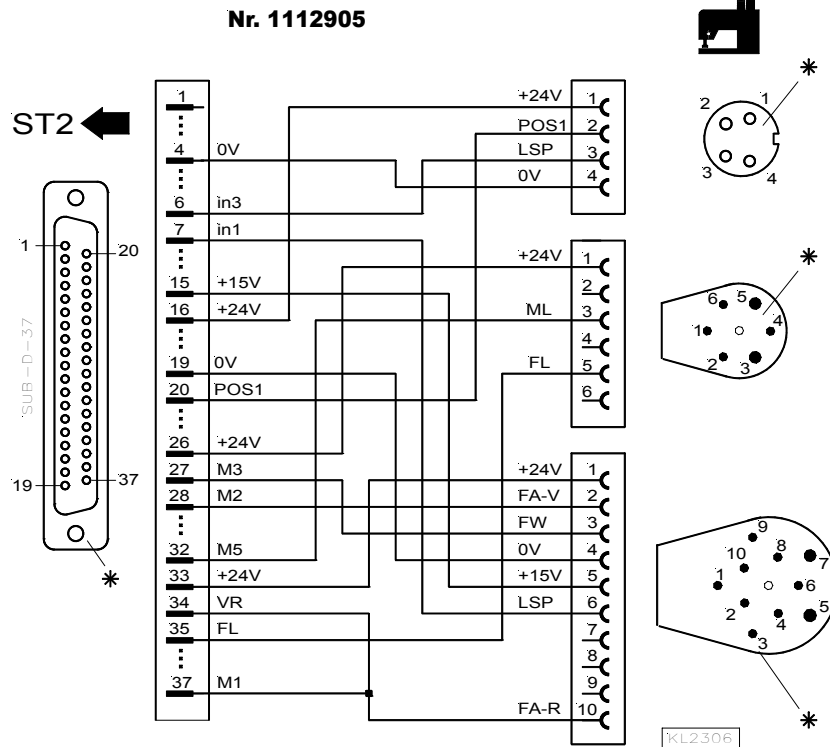 Nr. 1112905
ST2
1
4 0V
6 in3
7 in1
15 +15V
16 +24V
19 0V
20 POS1
26 +24V
27 M3
28 M2
32 M5
33 +24V
34 VR
35 FL
37 M1
SUB-D-37
1
20
19
37
*
+24V 1
POS1 2
LSP 3
0V 4
+24V 1
2
ML 3
4
FL 5
6
+24V 1
FA-V 2
FW 3
0V 4
+15V 5
LSP 6
7
8
9
FA-R 10
*
2 1
3 4
*
6 5
1 4
2 3
9
10 8 7
1 6
2 4 5
3
*
KL2306